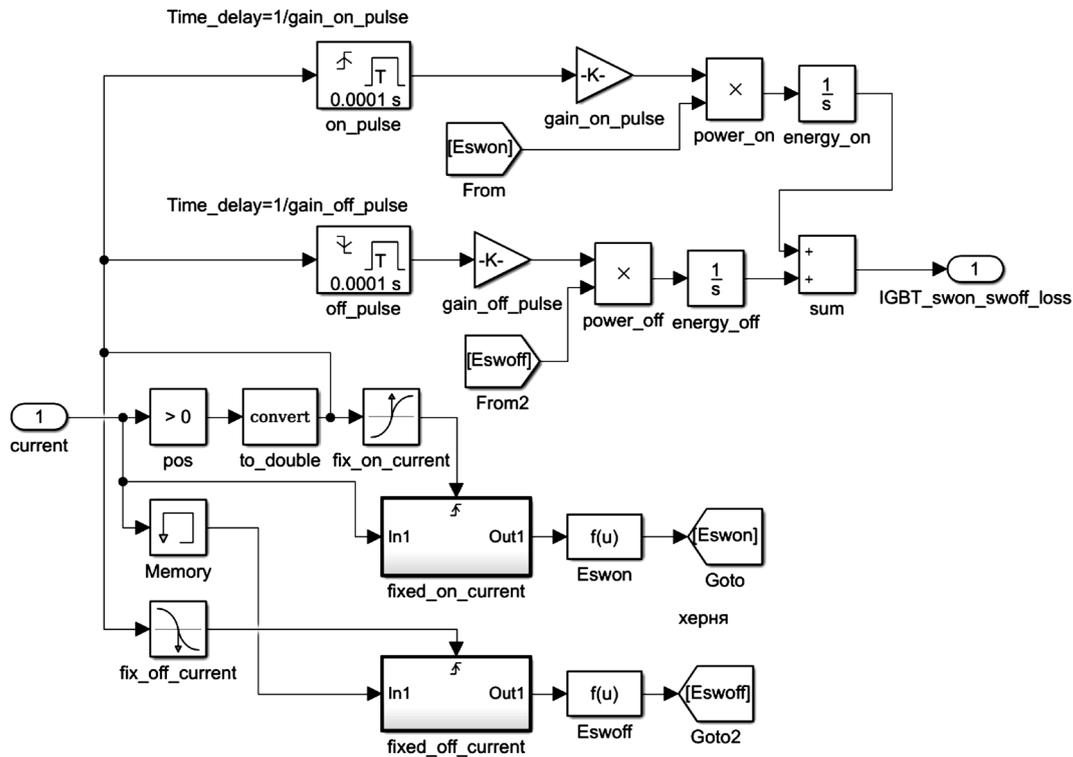 Time_delay=1/gain_on_pulse
T
0.0001 s
on_pulse
-K-
gain_on_pulse
×
power_on
1
s
energy_on
[Eswon]
From
Time_delay=1/gain_off_pulse
T
0.0001 s
off_pulse
-K-
gain_off_pulse
×
power_off
1
s
energy_off
+
+
sum
1
IGBT_swon_swoff_loss
[Eswoff]
From2
1
current
> 0
pos
convert
to_double
fix_on_current
In1
Out1
fixed_on_current
f(u)
Eswon
[Eswon]
Goto
Memory
херня
fix_off_current
In1
Out1
fixed_off_current
f(u)
Eswoff
[Eswoff]
Goto2